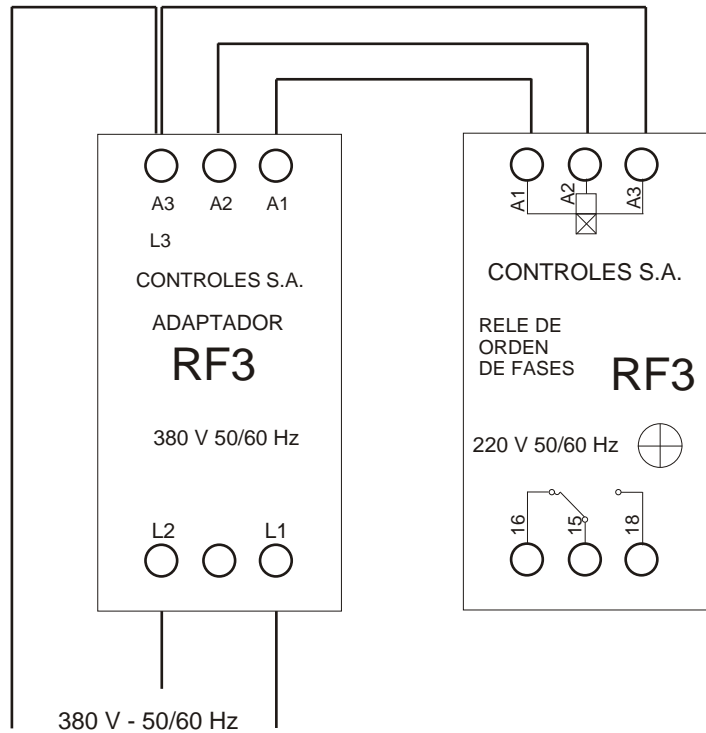 A3 A2 A1
L3
CONTROLES S.A.
ADAPTADOR
RF3
380 V 50/60 Hz
L2 L1
380 V - 50/60 Hz
A1 A2 A3
CONTROLES S.A.
RELE DE
ORDEN
DE FASES
RF3
220 V 50/60 Hz
16 15 18